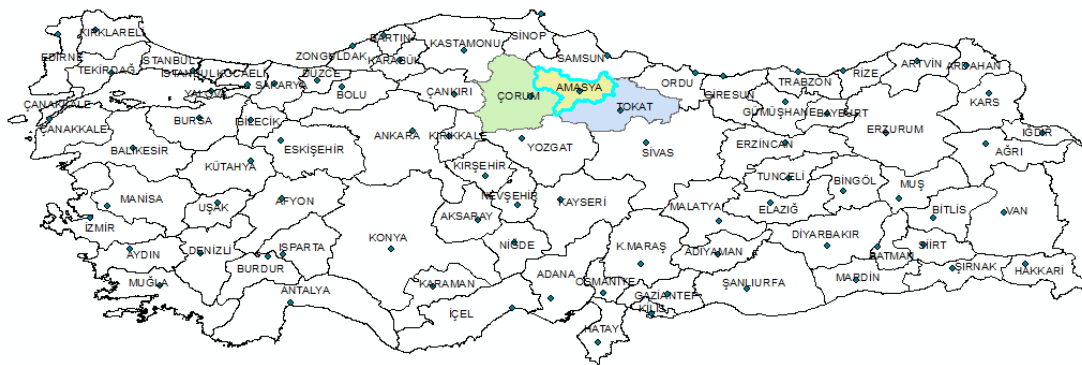 KIRKLARELİ
EDİRNE
TEKİRDAĞ
İSTANBUL
İSTANBUL
KOCAELİ
YALOVA
SAKARYA
DÜZCE
ZONGULDAK
BARTIN
KARABÜK
KASTAMONU
SİNOP
SAMSUN
ORDU
GİRESUN
TRABZON
RİZE
ARTVİN
ARDAHAN
KARS
IĞDIR
ÇANAKKALE
ÇANAKKALE
BURSA
BİLECİK
BOLU
ÇANKIRI
ÇORUM
AMASYA
TOKAT
GÜMÜŞHANE
BAYBURT
ERZURUM
AĞRI
BALIKESİR
KÜTAHYA
ESKİŞEHİR
ANKARA
KIRIKKALE
YOZGAT
SİVAS
ERZİNCAN
TUNCELİ
BİNGÖL
MUŞ
MANİSA
UŞAK
AFYON
KIRŞEHİR
NEVŞEHİR
KAYSERİ
AKSARAY
MALATYA
ELAZIĞ
BİTLİS
VAN
İZMİR
AYDIN
DENİZLİ
ISPARTA
BURDUR
KONYA
NİĞDE
K.MARAŞ
ADIYAMAN
DİYARBAKIR
BATMAN
SİİRT
ŞIRNAK
HAKKARİ
MARDİN
MUĞLA
ANTALYA
KARAMAN
İÇEL
ADANA
OSMANİYE
GAZİANTEP
KİLİS
ŞANLIURFA
HATAY